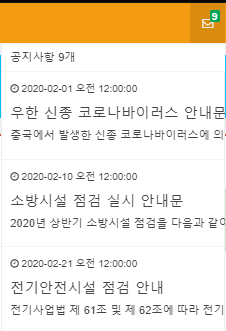 9
공지사항 9개
2020-02-01 오전 12:00:00
우한 신종 코로나바이러스 안내문
중국에서 발생한 신종 코로나바이러스에 의
2020-02-10 오전 12:00:00
소방시설 점검 실시 안내문
2020년 상반기 소방시설 점검을 다음과 같이
2020-02-21 오전 12:00:00
전기안전시설 점검 안내
전기사업법 제 61조 및 제 62조에 따라 전기